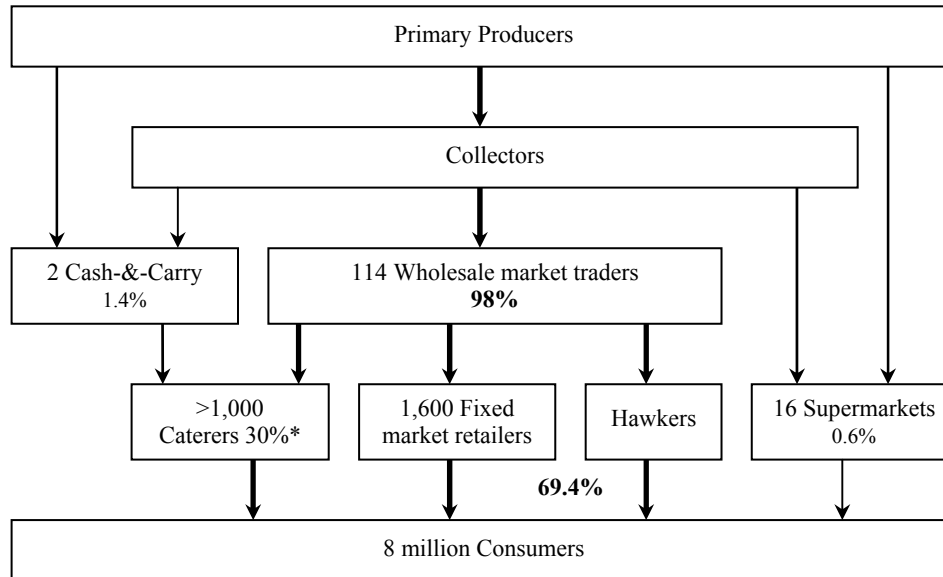 Primary Producers
Collectors
2 Cash-&-Carry
1.4%
114 Wholesale market traders
98%
>1,000
Caterers 30%*
1,600 Fixed
market retailers
Hawkers
16 Supermarkets
0.6%
69.4%
8 million Consumers